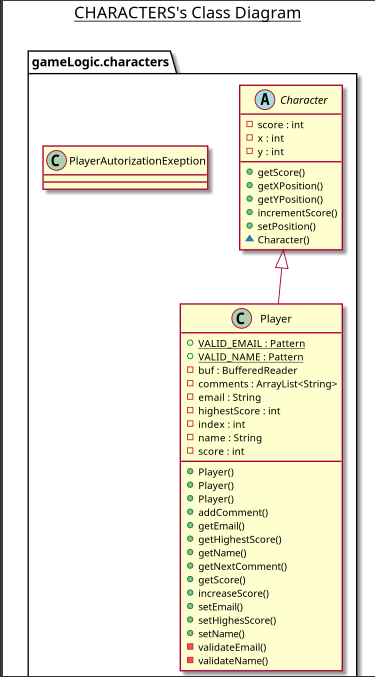 CHARACTERS's Class Diagram
gameLogic.characters
A Character
score : int
x : int
y : int
getScore()
getXPosition()
getYPosition()
incrementScore()
setPosition()
Character()
C PlayerAutorizationExeption
C Player
VALID_EMAIL : Pattern
VALID_NAME : Pattern
buf : BufferedReader
comments : ArrayList<String>
email : String
highestScore : int
index : int
name : String
score : int
Player()
Player()
Player()
addComment()
getEmail()
getHighestScore()
getName()
getNextComment()
getScore()
increaseScore()
setEmail()
setHighesScore()
setName()
validateEmail()
validateName()